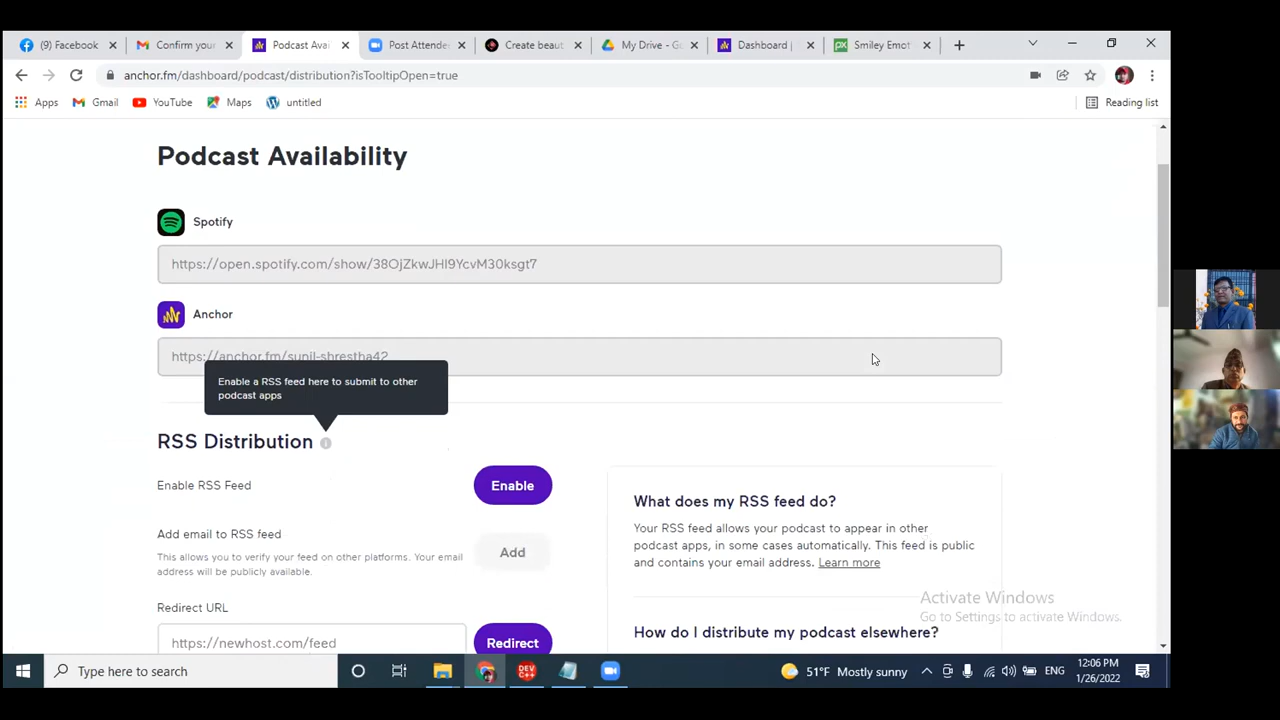 (9) Facebook
Confirm your
Podcast Avai
Post Attende
Create beau
My Drive - Go
Dashboard |
Smiley Emot
anchor.fm/dashboard/podcast/distribution?isTooltipOpen=true
Apps
Gmail
YouTube
Maps
untitled
Reading list
Podcast Availability
Spotify
https://open.spotify.com/show/38OjZkwJHI9YcvM30ksgt7
Anchor
https://anchor.fm/sunil-shrestha42
Enable a RSS feed here to submit to other
podcast apps
RSS Distribution
Enable RSS Feed
Enable
Add email to RSS feed
This allows you to verify your feed on other platforms. Your email
address will be publicly available.
Add
Redirect URL
https://newhost.com/feed
Redirect
What does my RSS feed do?
Your RSS feed allows your podcast to appear in other
podcast apps, in some cases automatically. This feed is public
and contains your email address. Learn more
How do I distribute my podcast elsewhere?
Activate Windows
Go to Settings to activate Windows.
Type here to search
DEV
C++
51°F Mostly sunny
ENG
12:06 PM
1/26/2022